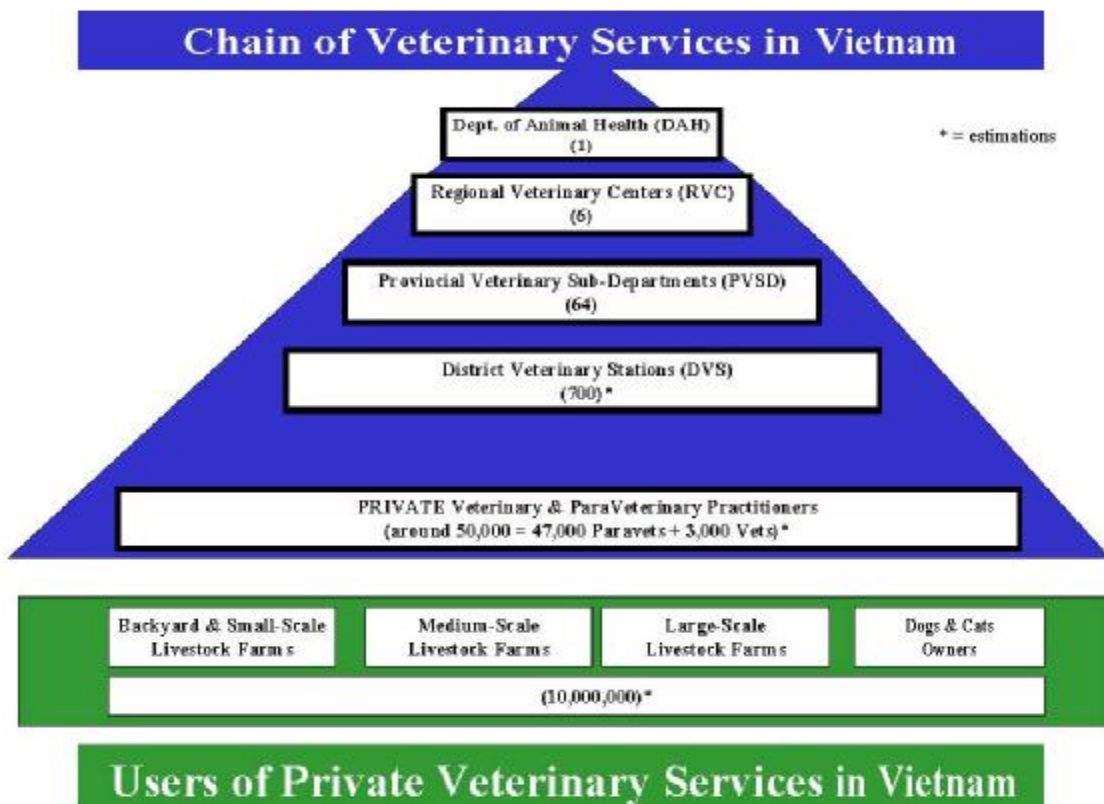 Chain of Veterinary Services in Vietnam
Dept. of Animal Health (DAH)
(1)
* = estimations
Regional Veterinary Centers (RVC)
(6)
Provincial Veterinary Sub-Departments (PVSD)
(64)
District Veterinary Stations (DVS)
(700)*
PRIVATE Veterinary & ParaVeterinary Practitioners
(around 50,000 = 47,000 Paravets + 3,000 Vets)*
Backyard & Small-Scale
Livestock Farms
Medium-Scale
Livestock Farms
Large-Scale
Livestock Farms
Dogs & Cats
Owners
(10,000,000)*
Users of Private Veterinary Services in Vietnam